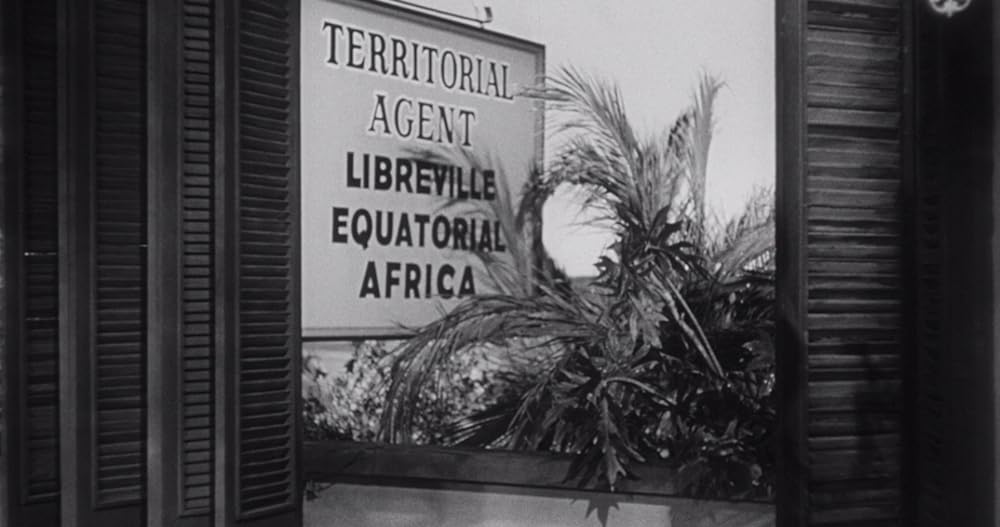 TERRITORIAL
AGENT
LIBREVILLE
EQUATORIAL
AFRICA